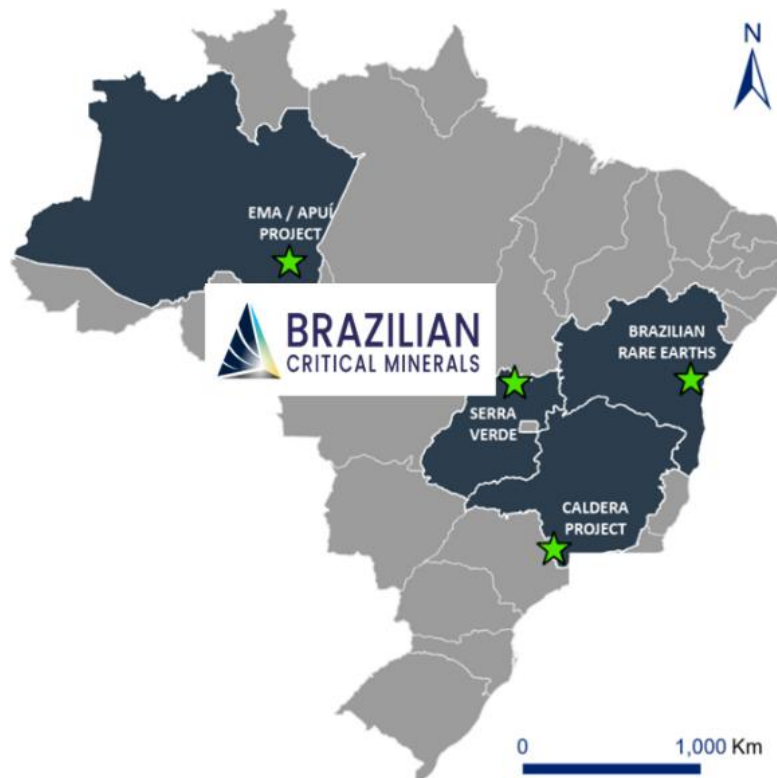 N
EMA / APUÍ
PROJECT
BRAZILIAN
CRITICAL MINERALS
BRAZILIAN
RARE EARTHS
SERRA
VERDE
CALDERA
PROJECT
0 1,000 Km